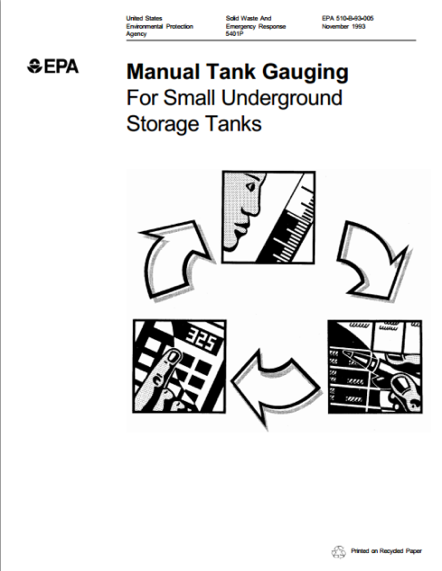 United States
Environmental Protection
Agency
Solid Waste And
Emergency Response
5401P
EPA 510-B-93-005
November 1993
EPA
Manual Tank Gauging
For Small Underground
Storage Tanks
325
Printed on Recycled Paper